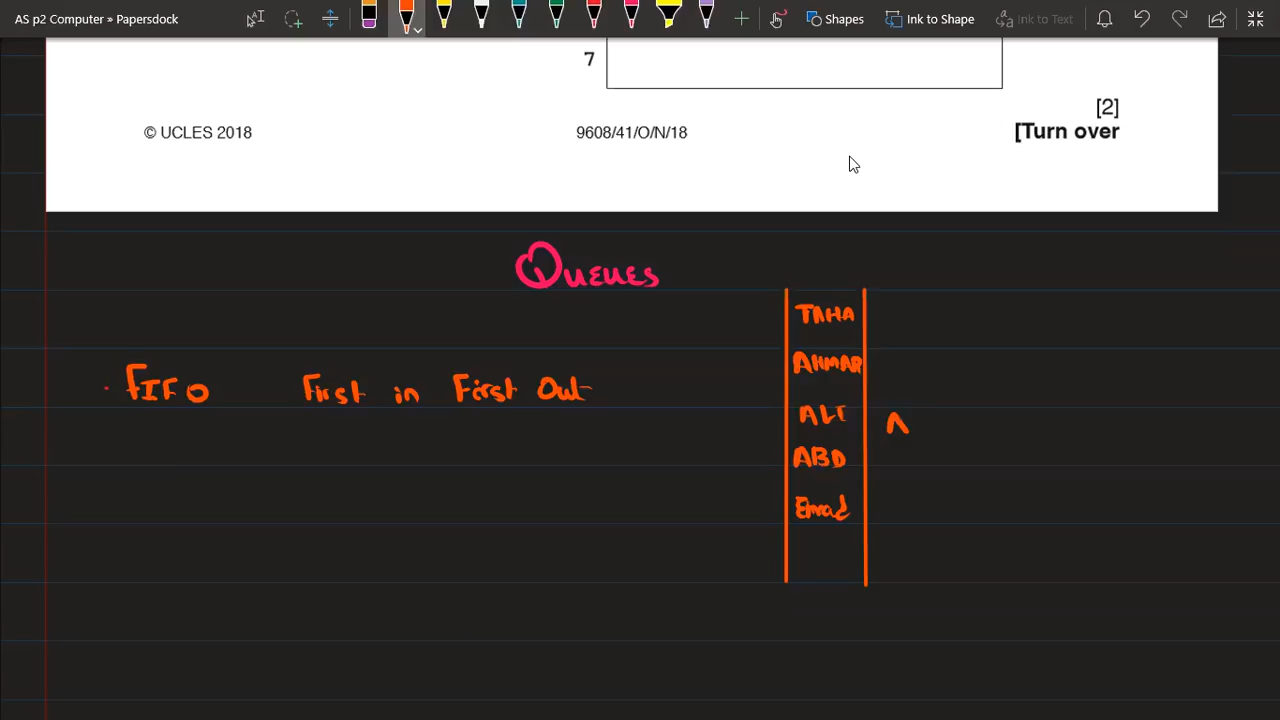 AS p2 Computer » Papersdock
Shapes
Ink to Shape
Ink to Text
7
[2]
© UCLES 2018
9608/41/O/N/18
[Turn over
Queues
TAHA
AHMAR
FIFO First in First Out
ALI
ABD
Emad